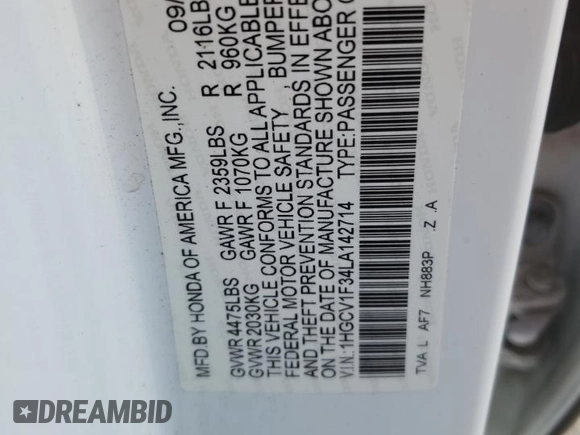 MFD.BY HONDA OF AMERICA MFG.,INC. 09/
GVWR 4475LBS GAWR F 2359LBS R 2116LB
GVWR 2030KG GAWR F 1070KG R 960KG
THIS VEHICLE CONFORMS TO ALL APPLICABLE
FEDERAL MOTOR VEHICLE SAFETY , BUMPER
AND THEFT PREVENTION STANDARDS IN EFFE
ON THE DATE OF MANUFACTURE SHOWN ABO
V.I.N.:1HGCV1F34LA142714 TYPE:PASSENGER C
TVA L AF7 NH883P Z .A
DREAMBID